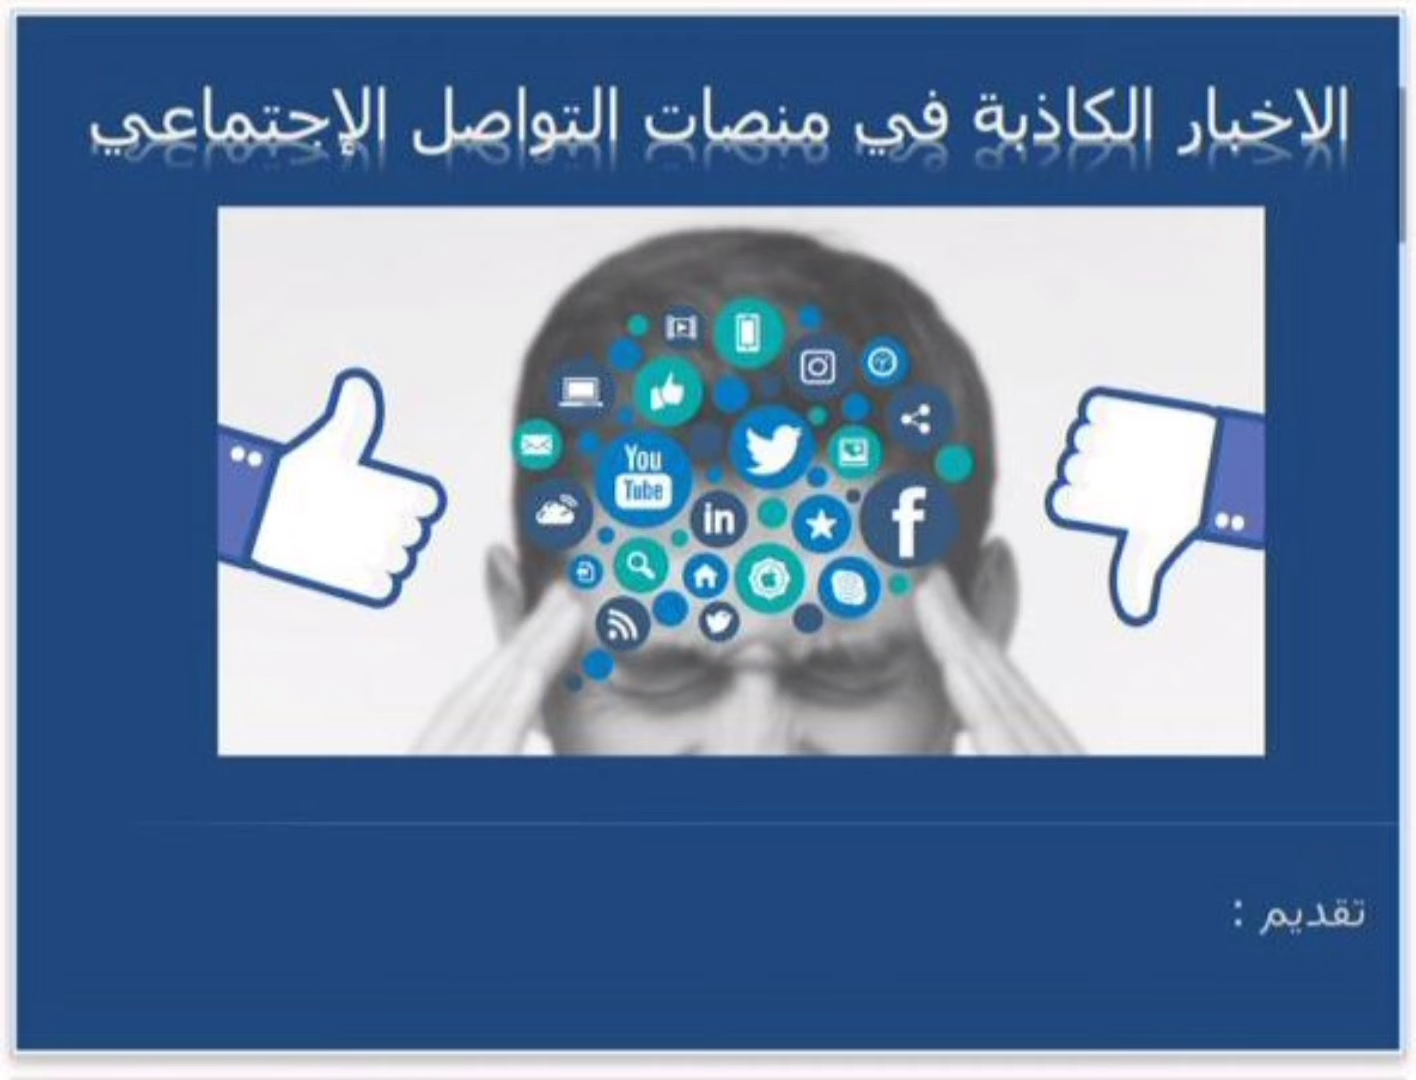 الاخبار الكاذبة في منصات التواصل الإجتماعي
You
Tube
in
f
تقديم :